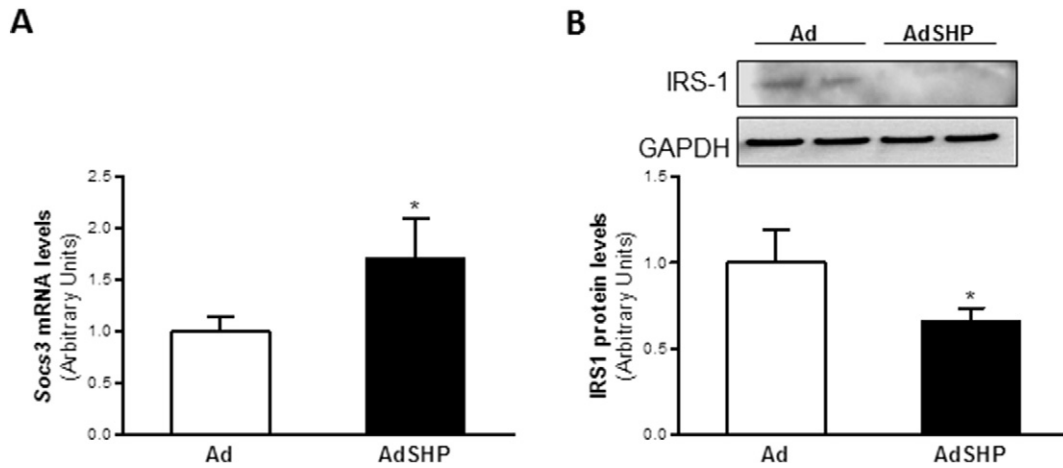 A
Socs3 mRNA levels
(Arbitrary Units)
2.5
2.0
1.5
1.0
0.5
0.0
*
Ad
AdSHP
B
Ad
AdSHP
IRS-1
GAPDH
IRS1 protein levels
(Arbitrary Units)
1.5
1.0
0.5
0.0
*
Ad
AdSHP